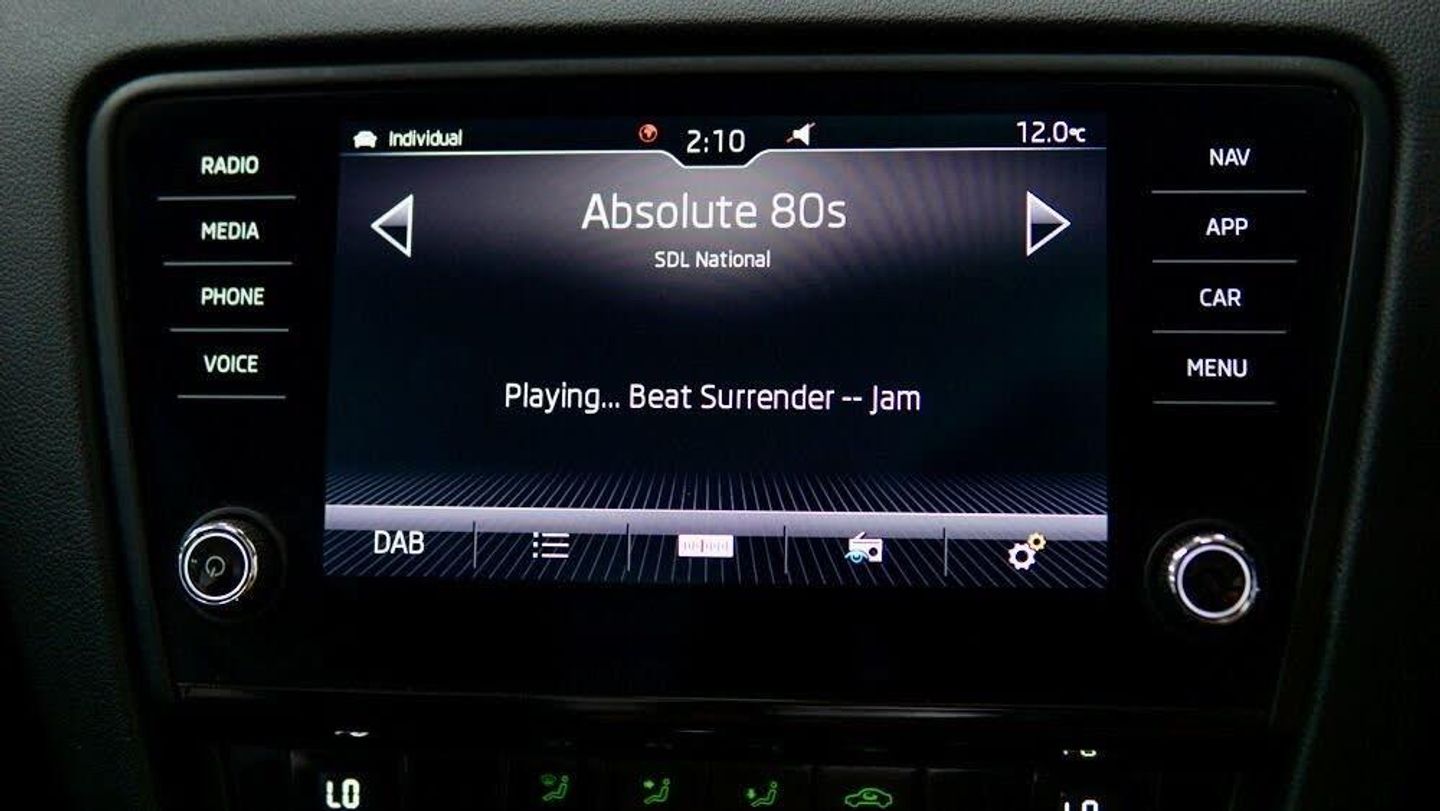 Individual
2:10
12.0°C
RADIO
MEDIA
PHONE
VOICE
Absolute 80s
SDL National
Playing... Beat Surrender -- Jam
NAV
APP
CAR
MENU
DAB
LO
LO